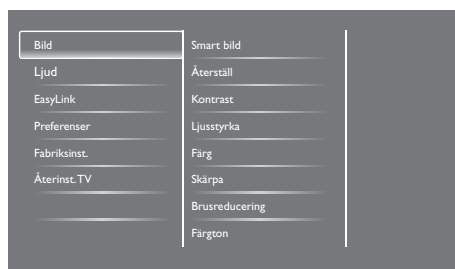 Bild
Ljud
EasyLink
Preferenser
Fabriksinst.
Återinst.TV
Smart bild
Återställ
Kontrast
Ljusstyrka
Färg
Skärpa
Brusreducering
Färgton